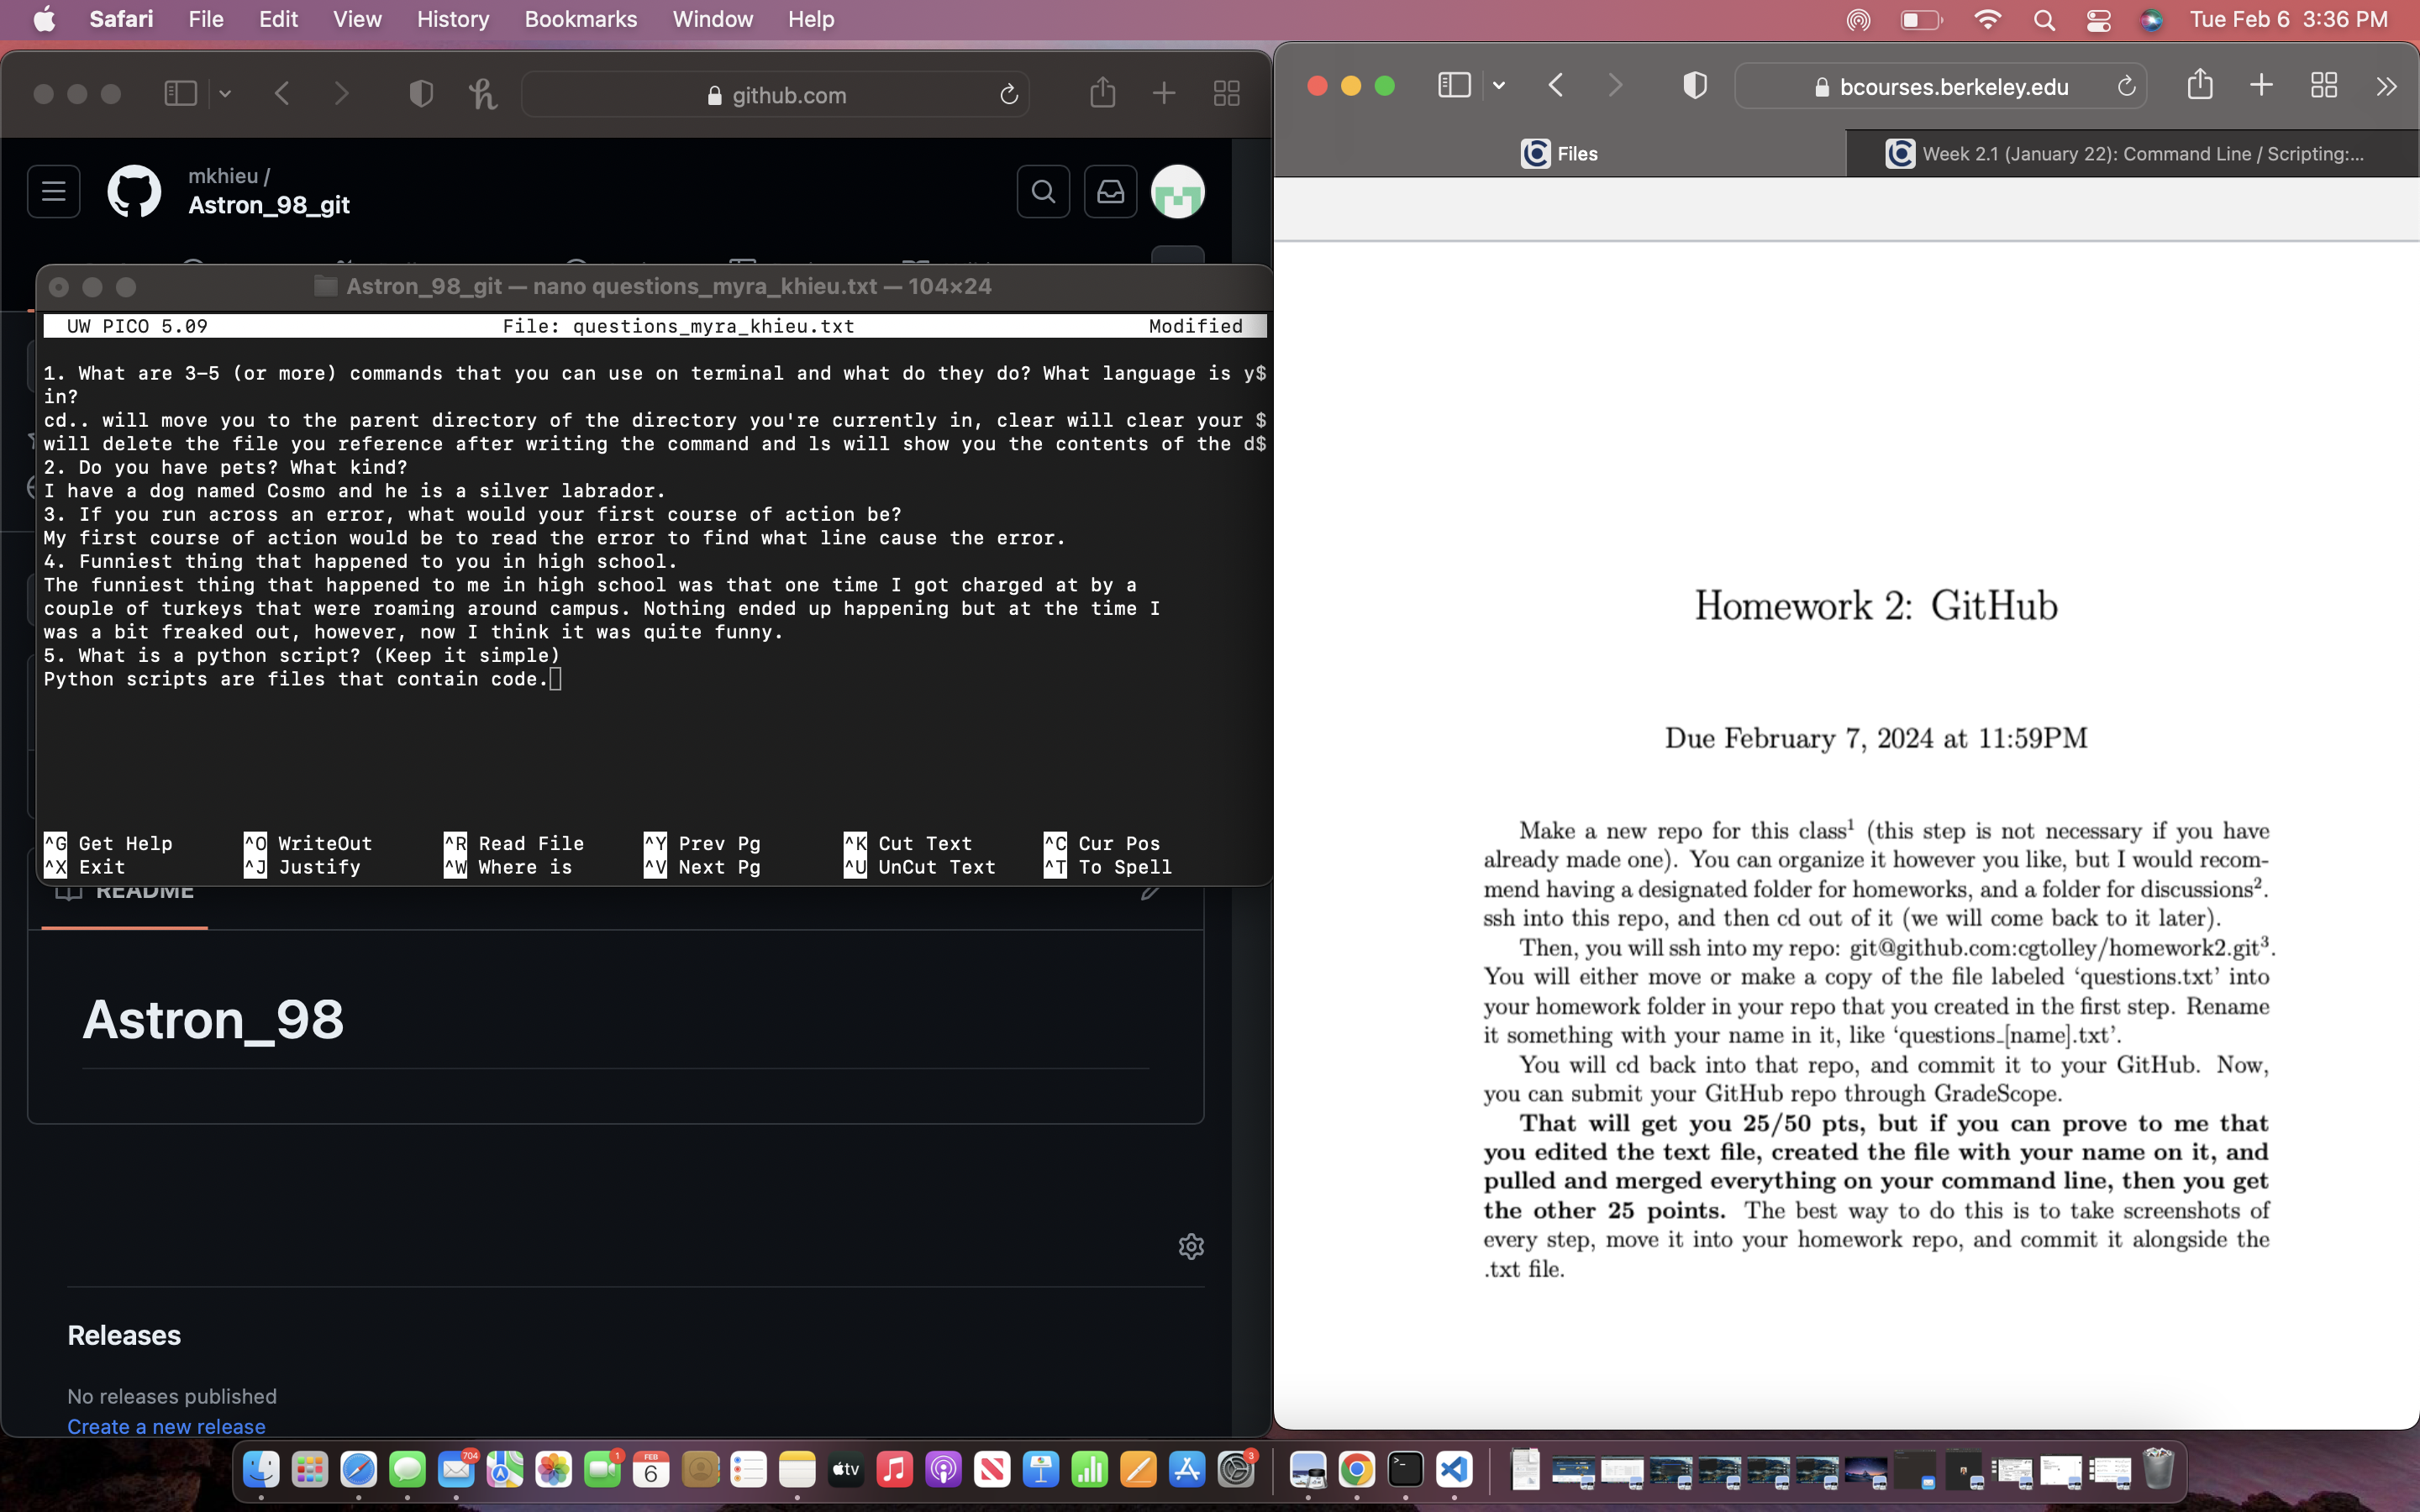 Safari File Edit View History Bookmarks Window Help Tue Feb 6 3:36 PM
github.com
mkhieu /
Astron_98_git
Astron_98_git — nano questions_myra_khieu.txt — 104×24
UW PICO 5.09 File: questions_myra_khieu.txt Modified
1. What are 3-5 (or more) commands that you can use on terminal and what do they do? What language is y$
in?
cd.. will move you to the parent directory of the directory you're currently in, clear will clear your $
will delete the file you reference after writing the command and ls will show you the contents of the d$
2. Do you have pets? What kind?
I have a dog named Cosmo and he is a silver labrador.
3. If you run across an error, what would your first course of action be?
My first course of action would be to read the error to find what line cause the error.
4. Funniest thing that happened to you in high school.
The funniest thing that happened to me in high school was that one time I got charged at by a
couple of turkeys that were roaming around campus. Nothing ended up happening but at the time I
was a bit freaked out, however, now I think it was quite funny.
5. What is a python script? (Keep it simple)
Python scripts are files that contain code.
^G Get Help ^O WriteOut ^R Read File ^Y Prev Pg ^K Cut Text ^C Cur Pos
^X Exit ^J Justify ^W Where is ^V Next Pg ^U UnCut Text ^T To Spell
README
Astron_98
Releases
No releases published
Create a new release
bcourses.berkeley.edu
Files
Week 2.1 (January 22): Command Line / Scripting:...
Homework 2: GitHub
Due February 7, 2024 at 11:59PM
Make a new repo for this class1 (this step is not necessary if you have
already made one). You can organize it however you like, but I would recom-
mend having a designated folder for homeworks, and a folder for discussions2.
ssh into this repo, and then cd out of it (we will come back to it later).
Then, you will ssh into my repo: git@github.com:cgtolley/homework2.git3.
You will either move or make a copy of the file labeled ‘questions.txt’ into
your homework folder in your repo that you created in the first step. Rename
it something with your name in it, like ‘questions_[name].txt’.
You will cd back into that repo, and commit it to your GitHub. Now,
you can submit your GitHub repo through GradeScope.
That will get you 25/50 pts, but if you can prove to me that
you edited the text file, created the file with your name on it, and
pulled and merged everything on your command line, then you get
the other 25 points. The best way to do this is to take screenshots of
every step, move it into your homework repo, and commit it alongside the
.txt file.
704
1
FEB
6
tv
3